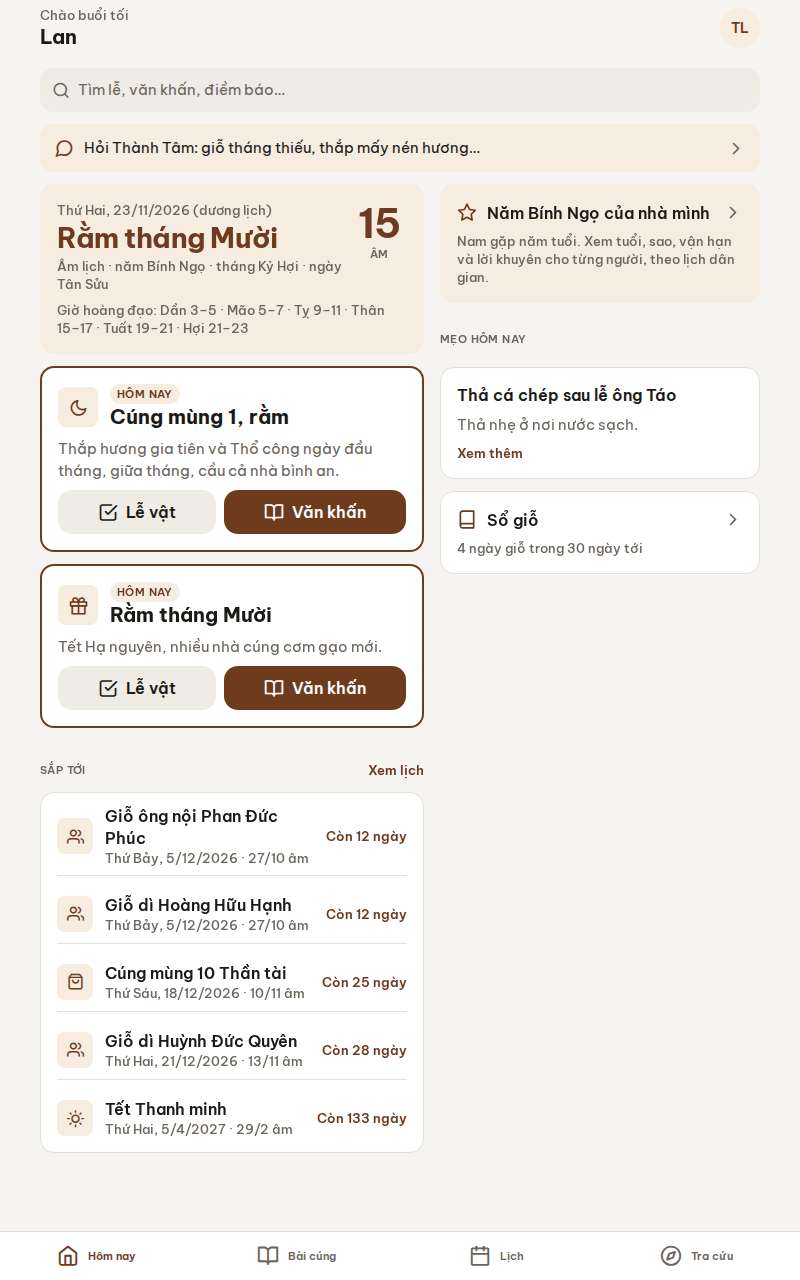 Chào buổi tối
Lan
TL
Tìm lễ, văn khấn, điềm báo...
Hỏi Thành Tâm: giỗ tháng thiếu, thắp mấy nén hương...
Thứ Hai, 23/11/2026 (dương lịch)
Rằm tháng Mười
Âm lịch · năm Bính Ngọ · tháng Kỷ Hợi · ngày
Tân Sửu
15
ÂM
Giờ hoàng đạo: Dần 3–5 · Mão 5–7 · Tỵ 9–11 · Thân
15–17 · Tuất 19–21 · Hợi 21–23
HÔM NAY
Cúng mùng 1, rằm
Thắp hương gia tiên và Thổ công ngày đầu
tháng, giữa tháng, cầu cả nhà bình an.
Lễ vật
Văn khấn
HÔM NAY
Rằm tháng Mười
Tết Hạ nguyên, nhiều nhà cúng cơm gạo mới.
Lễ vật
Văn khấn
SẮP TỚI
Xem lịch
Giỗ ông nội Phan Đức
Phúc
Thứ Bảy, 5/12/2026 · 27/10 âm
Còn 12 ngày
Giỗ dì Hoàng Hữu Hạnh
Thứ Bảy, 5/12/2026 · 27/10 âm
Còn 12 ngày
Cúng mùng 10 Thần tài
Thứ Sáu, 18/12/2026 · 10/11 âm
Còn 25 ngày
Giỗ dì Huỳnh Đức Quyên
Thứ Hai, 21/12/2026 · 13/11 âm
Còn 28 ngày
Tết Thanh minh
Thứ Hai, 5/4/2027 · 29/2 âm
Còn 133 ngày
Năm Bính Ngọ của nhà mình
Nam gặp năm tuổi. Xem tuổi, sao, vận hạn
và lời khuyên cho từng người, theo lịch dân
gian.
MẸO HÔM NAY
Thả cá chép sau lễ ông Táo
Thả nhẹ ở nơi nước sạch.
Xem thêm
Sổ giỗ
4 ngày giỗ trong 30 ngày tới
Hôm nay
Bài cúng
Lịch
Tra cứu